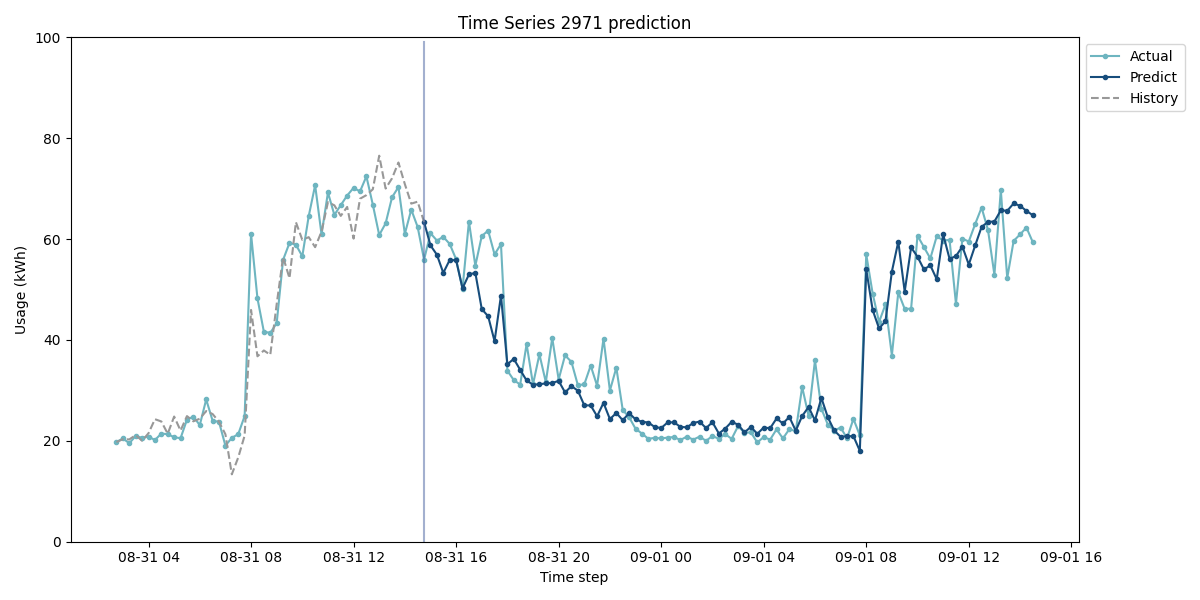 Time Series 2971 prediction
100
80
60
40
20
0
Usage (kWh)
08-31 04
08-31 08
08-31 12
08-31 16
08-31 20
09-01 00
09-01 04
09-01 08
09-01 12
09-01 16
Time step
Actual
Predict
History